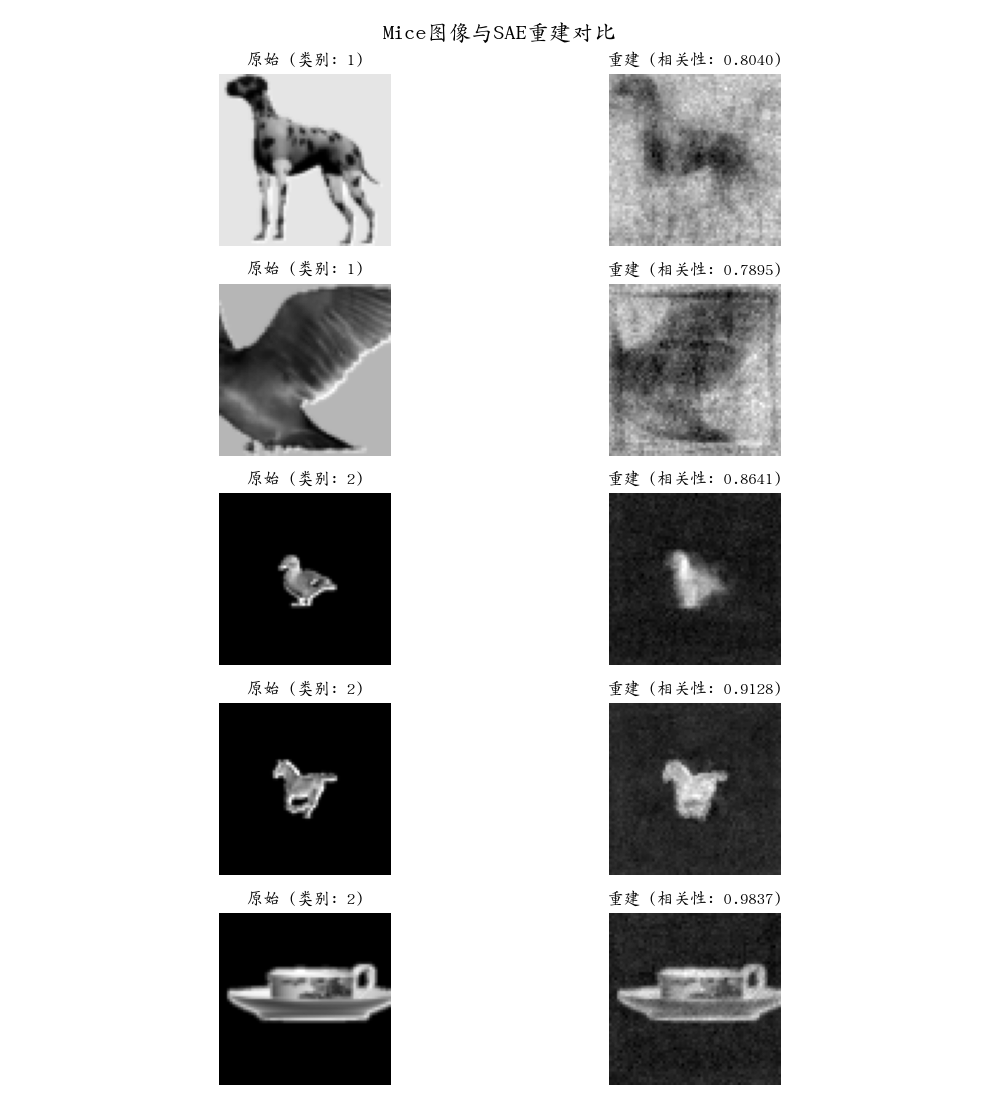 Mice图像与SAE重建对比
原始 (类别: 1)
重建 (相关性: 0.8040)
原始 (类别: 1)
重建 (相关性: 0.7895)
原始 (类别: 2)
重建 (相关性: 0.8641)
原始 (类别: 2)
重建 (相关性: 0.9128)
原始 (类别: 2)
重建 (相关性: 0.9837)